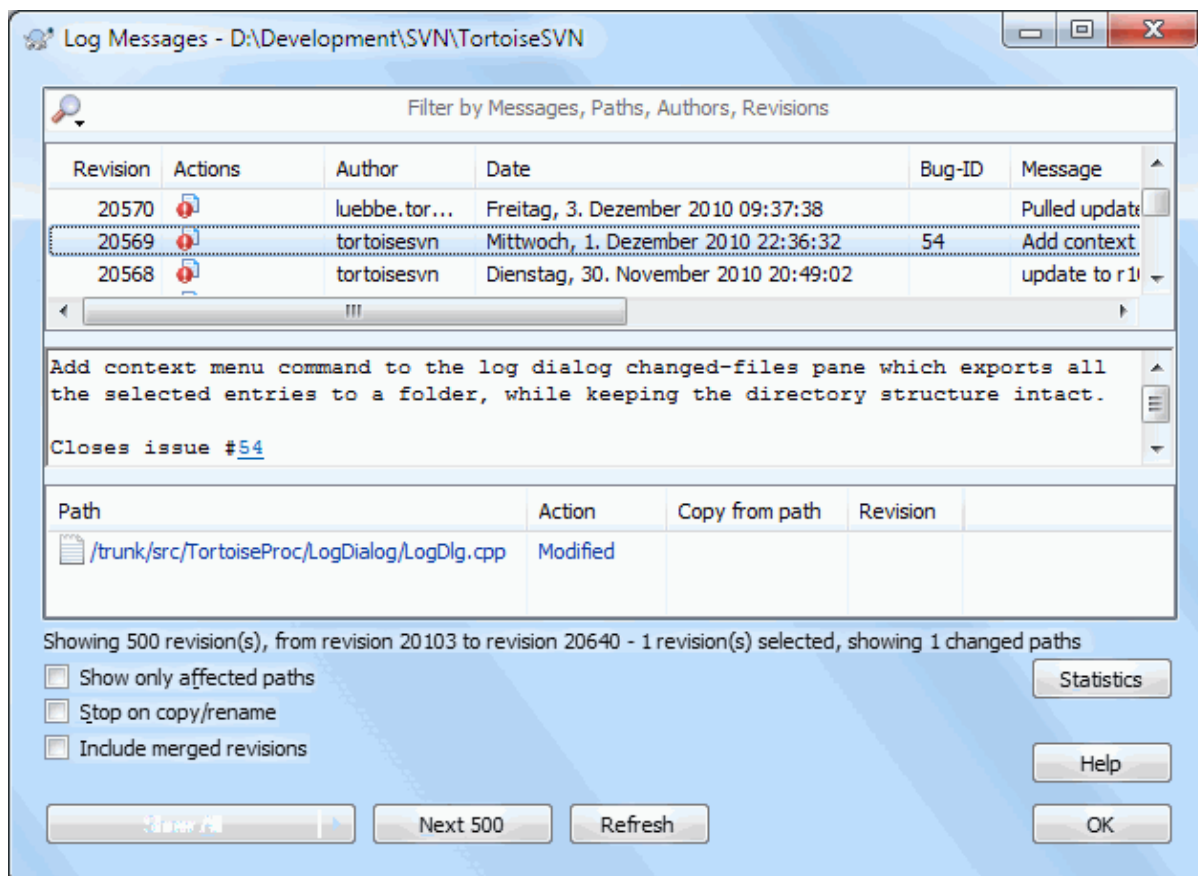 Log Messages - D:\Development\SVN\TortoiseSVN
Filter by Messages, Paths, Authors, Revisions
Revision Actions Author Date Bug-ID Message
20570 luebbe.tor... Freitag, 3. Dezember 2010 09:37:38 Pulled update
20569 tortoisesvn Mittwoch, 1. Dezember 2010 22:36:32 54 Add context
20568 tortoisesvn Dienstag, 30. November 2010 20:49:02 update to
Add context menu command to the log dialog changed-files pane which exports all
the selected entries to a folder, while keeping the directory structure intact.
Closes issue #54
Path Action Copy from path Revision
/trunk/src/TortoiseProc/LogDialog/LogDlg.cpp Modified
Showing 500 revision(s), from revision 20103 to revision 20640 - 1 revision(s) selected, showing 1 changed paths
Show only affected paths
Statistics
Stop on copy/rename
Include merged revisions
Help
Show All
Next 500
Refresh
OK